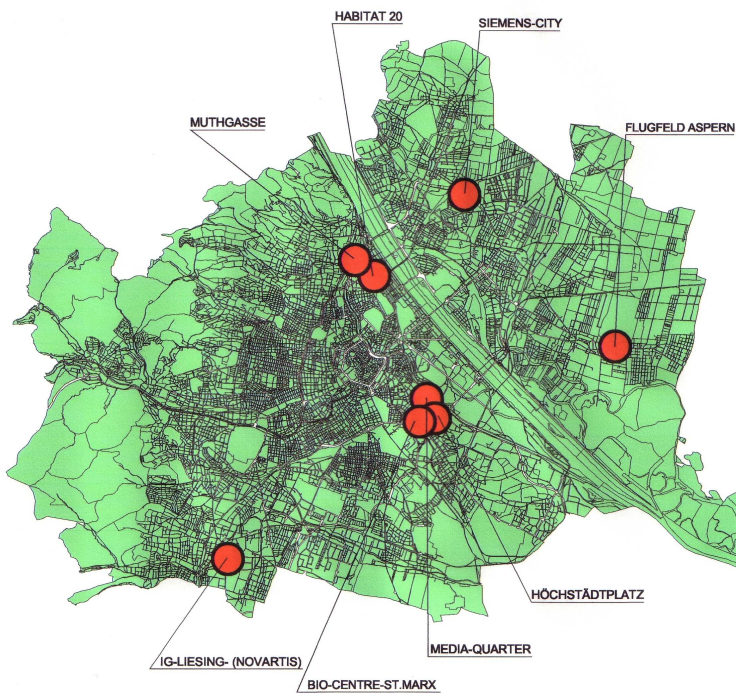 HABITAT 20
SIEMENS-CITY
MUTHGASSE
FLUGFELD ASPERN
HÖCHSTÄDTPLATZ
MEDIA-QUARTER
IG-LIESING- (NOVARTIS)
BIO-CENTRE-ST.MARX